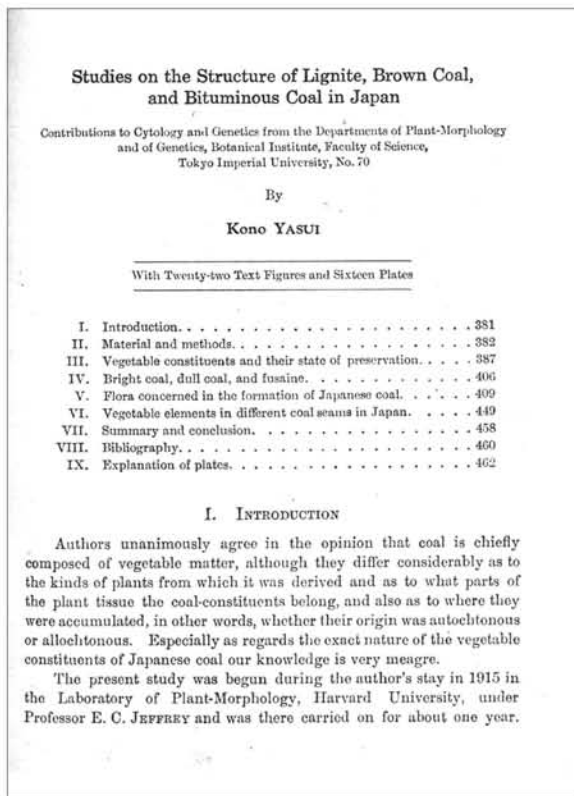 Studies on the Structure of Lignite, Brown Coal,
and Bituminous Coal in Japan
Contributions to Cytology and Genetics from the Departments of Plant-Morphology
and of Genetics, Botanical Institute, Faculty of Science,
Tokyo Imperial University, No. 70
By
Kono YASUI
With Twenty-two Text Figures and Sixteen Plates
I. Introduction. . . . . . . . . . . . . . . . . . . . . . . 381
II. Material and methods. . . . . . . . . . . . . . . . . . . 382
III. Vegetable constituents and their state of preservation. . . . . 387
IV. Bright coal, dull coal, and fusaine. . . . . . . . . . . . . 406
V. Flora concerned in the formation of Japanese coal. . . . . . 409
VI. Vegetable elements in different coal seams in Japan. . . . . . 449
VII. Summary and conclusion. . . . . . . . . . . . . . . . . 458
VIII. Bibliography. . . . . . . . . . . . . . . . . . . . . . . 460
IX. Explanation of plates. . . . . . . . . . . . . . . . . . . 462
I. INTRODUCTION
Authors unanimously agree in the opinion that coal is chiefly
composed of vegetable matter, although they differ considerably as to
the kinds of plants from which it was derived and as to what parts of
the plant tissue the coal-constituents belong, and also as to where they
were accumulated, in other words, whether their origin was autochtonous
or allochtonous. Especially as regards the exact nature of the vegetable
constituents of Japanese coal our knowledge is very meagre.
The present study was begun during the author's stay in 1915 in
the Laboratory of Plant-Morphology, Harvard University, under
Professor E. C. JEFFREY and was there carried on for about one year.